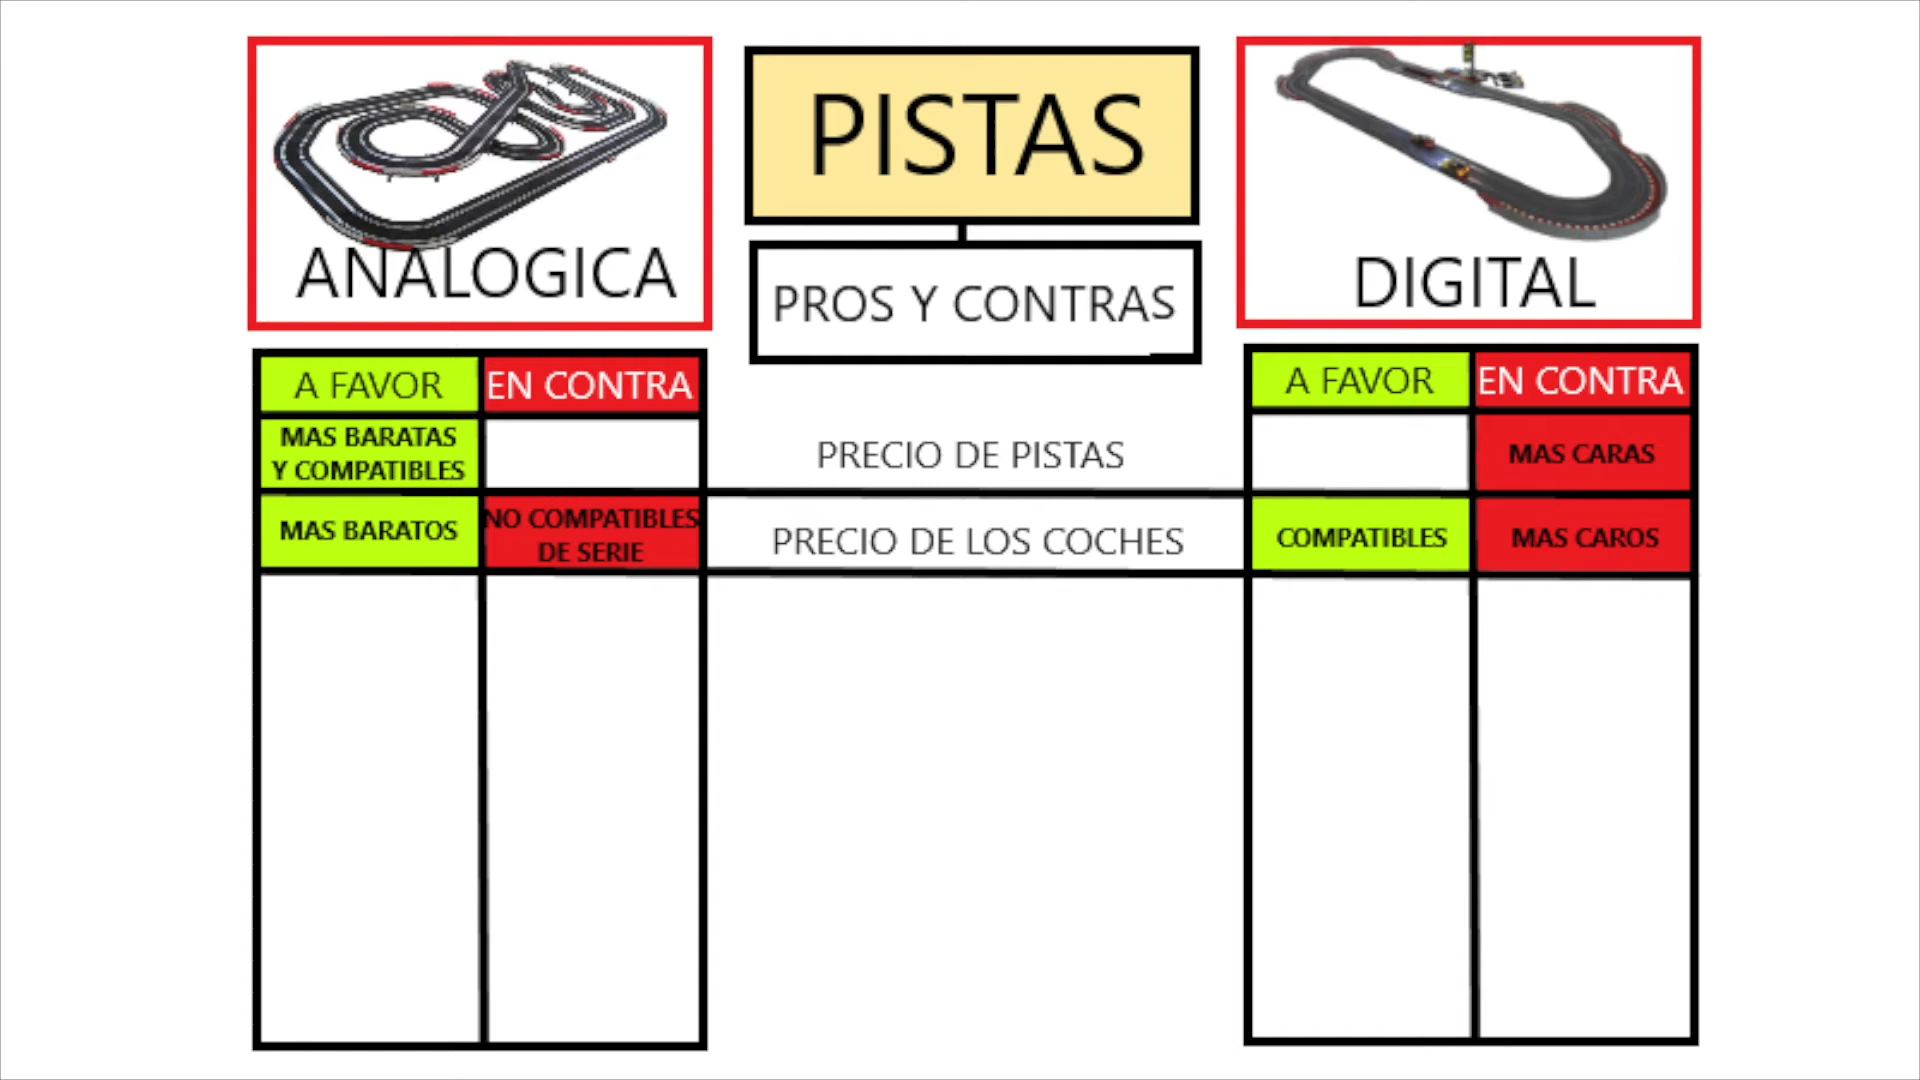 PISTAS
PROS Y CONTRAS
ANALOGICA
DIGITAL
A FAVOR
EN CONTRA
A FAVOR
EN CONTRA
MAS BARATAS
Y COMPATIBLES
PRECIO DE PISTAS
MAS CARAS
MAS BARATOS
NO COMPATIBLES
DE SERIE
PRECIO DE LOS COCHES
COMPATIBLES
MAS CAROS